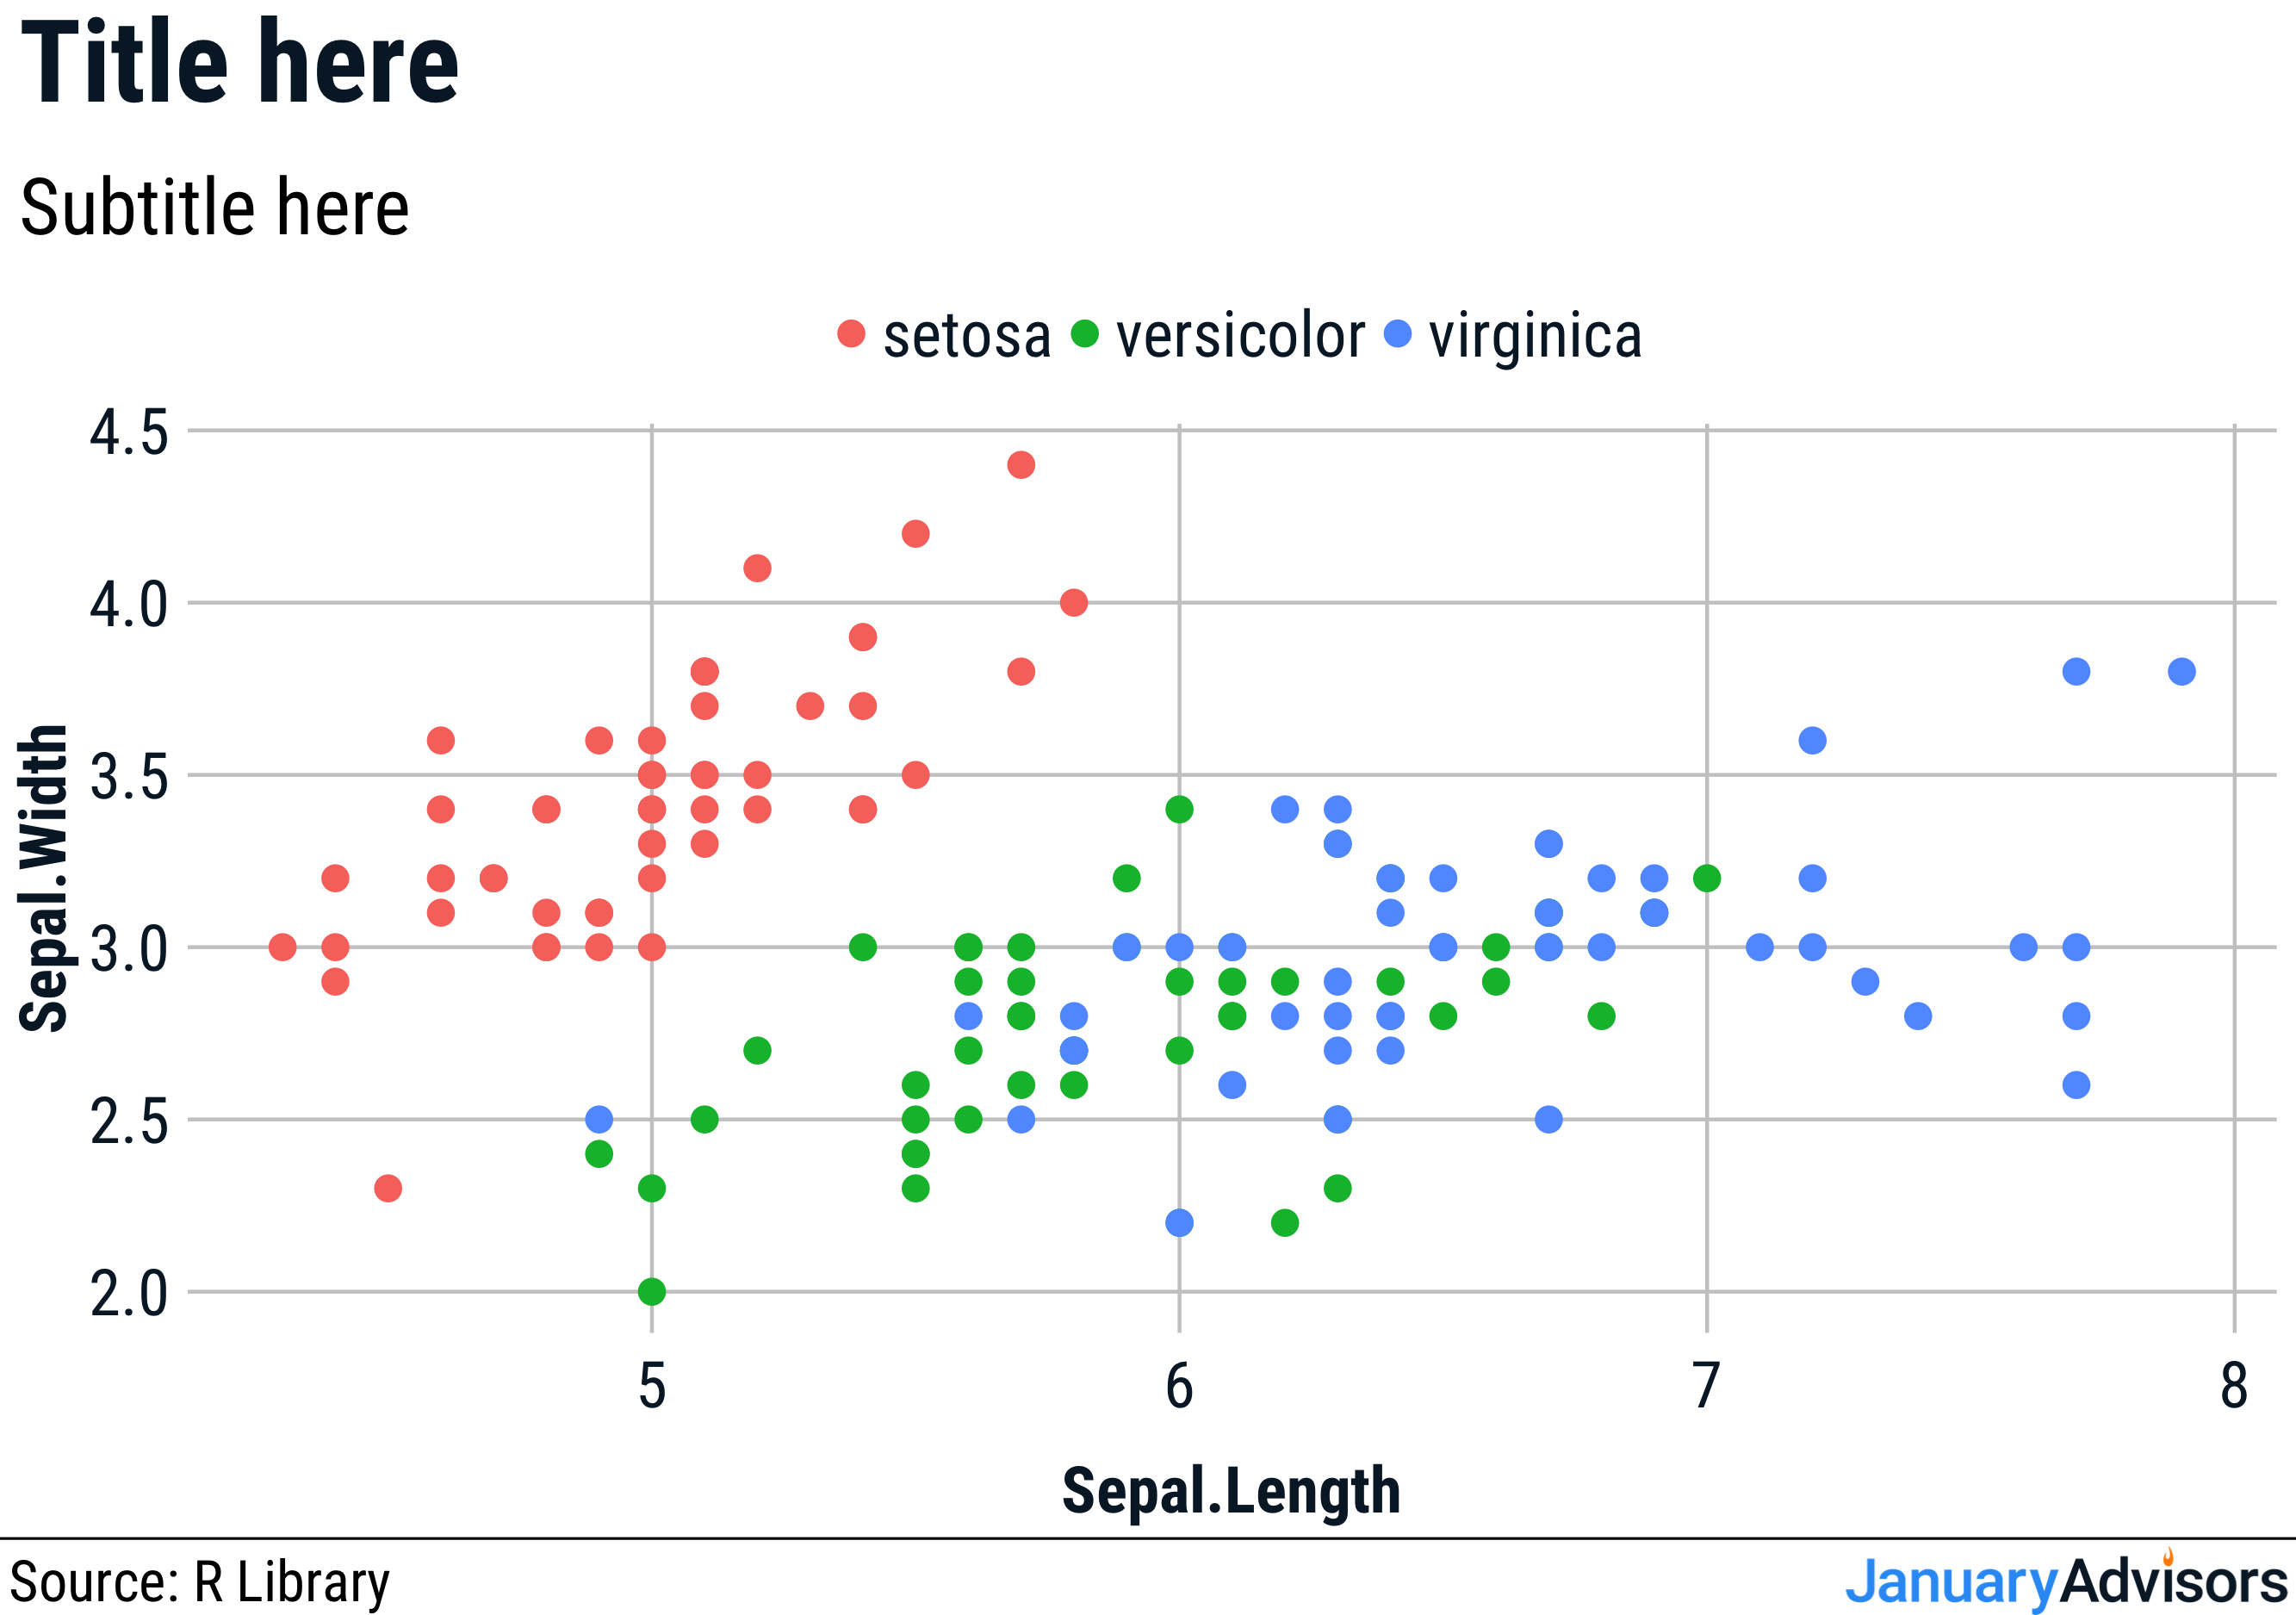 Title here
Subtitle here
setosa versicolor virginica
4.5
4.0
3.5
3.0
2.5
2.0
Sepal.Width
5 6 7 8
Sepal.Length
Source: R Library
JanuaryAdvisors